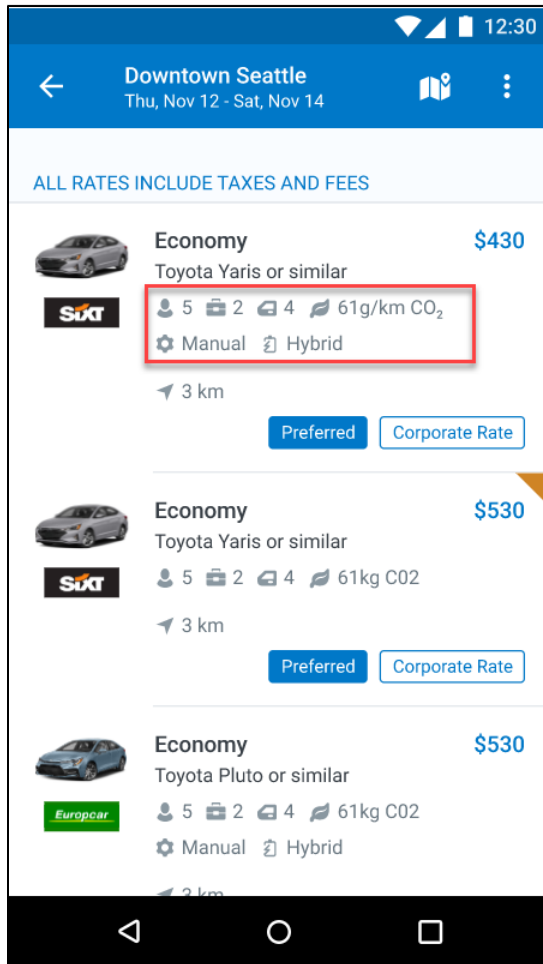 12:30
Downtown Seattle
Thu, Nov 12 - Sat, Nov 14
ALL RATES INCLUDE TAXES AND FEES
Economy $430
Toyota Yaris or similar
SIXT 5 2 4 61g/km CO₂
Manual Hybrid
3 km
Preferred Corporate Rate
Economy $530
Toyota Yaris or similar
SIXT 5 2 4 61kg C02
3 km
Preferred Corporate Rate
Economy $530
Toyota Pluto or similar
Europcar 5 2 4 61kg C02
Manual Hybrid
3 km